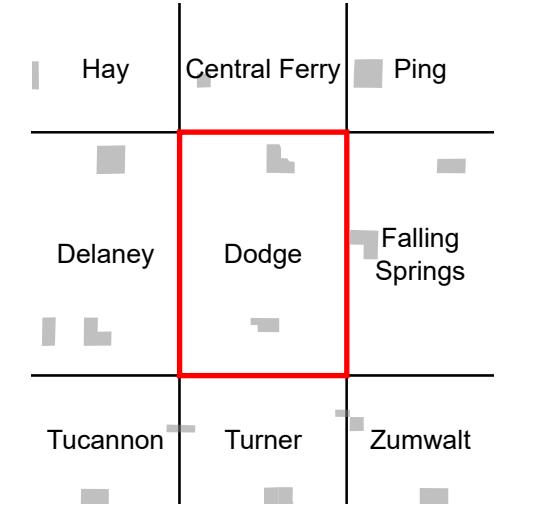 Hay
Central Ferry
Ping
Delaney
Dodge
Falling
Springs
Tucannon
Turner
Zumwalt